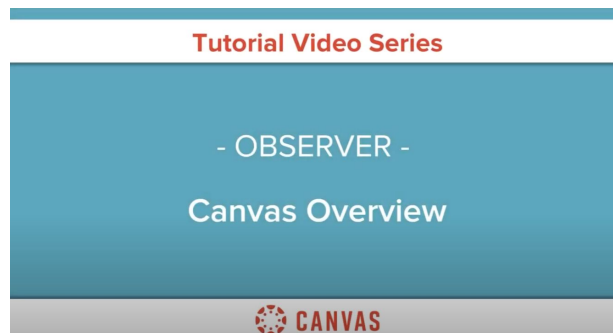 Tutorial Video Series
- OBSERVER -
Canvas Overview
CANVAS